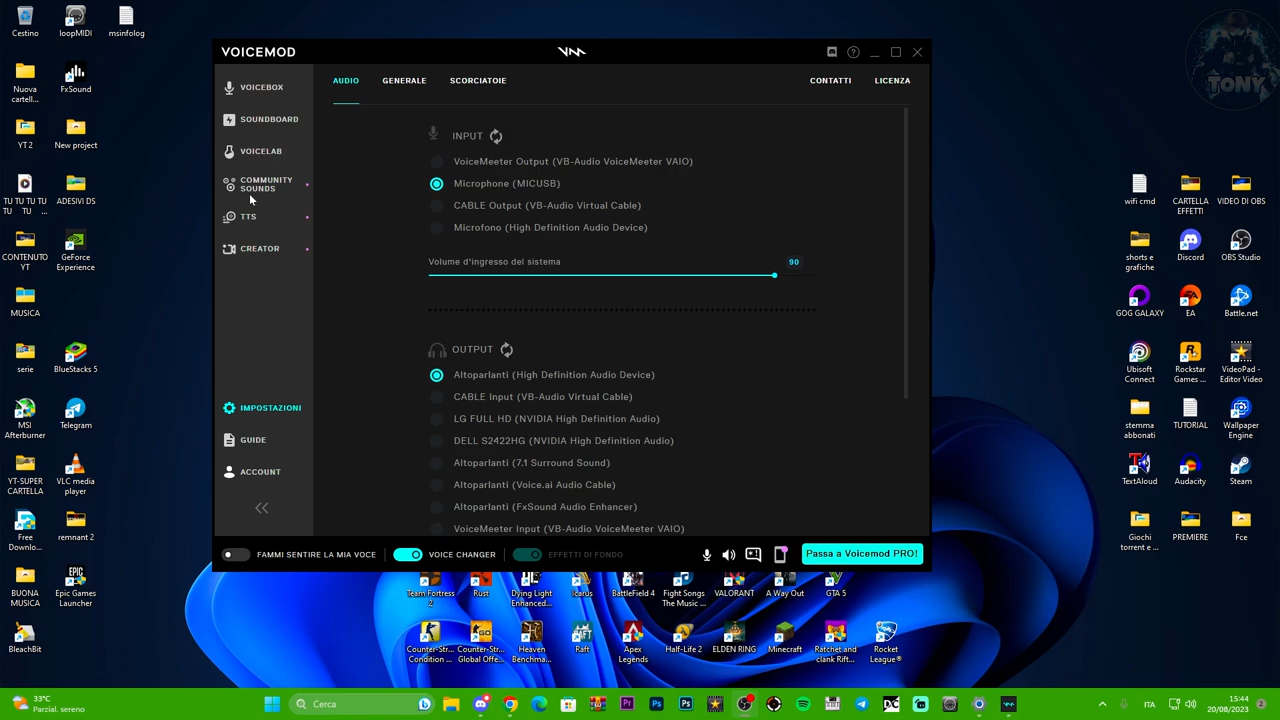 VOICEMOD
VOICEBOX
SOUNDBOARD
VOICELAB
COMMUNITY
SOUNDS
TTS
CREATOR
IMPOSTAZIONI
GUIDE
ACCOUNT
AUDIO
GENERALE
SCORCIATOIE
CONTATTI
LICENZA
INPUT
VoiceMeeter Output (VB-Audio VoiceMeeter VAIO)
Microphone (MICUSB)
CABLE Output (VB-Audio Virtual Cable)
Microfono (High Definition Audio Device)
Volume d'ingresso del sistema
90
OUTPUT
Altoparlanti (High Definition Audio Device)
CABLE Input (VB-Audio Virtual Cable)
LG FULL HD (NVIDIA High Definition Audio)
DELL S2422HG (NVIDIA High Definition Audio)
Altoparlanti (7.1 Surround Sound)
Altoparlanti (Voice.ai Audio Cable)
Altoparlanti (FxSound Audio Enhancer)
VoiceMeeter Input (VB-Audio VoiceMeeter VAIO)
FAMMI SENTIRE LA MIA VOCE
VOICE CHANGER
EFFETTI DI FONDO
Passa a Voicemod PRO!
Cestino
loopMIDI
msinfolog
Nuova
cartell...
FxSound
YT 2
New project
TU TU TU TU
TU TU ...
ADESIVI DS
CONTENUTO
YT
GeForce
Experience
MUSICA
serie
BlueStacks 5
MSI
Afterburner
Telegram
YT-SUPER
CARTELLA
VLC media
player
Free
Downlo...
remnant 2
BUONA
MUSICA
Epic Games
Launcher
BleachBit
TONY
wifi cmd
CARTELLA
EFFETTI
VIDEO DI OBS
shorts e
grafiche
Discord
OBS Studio
GOG GALAXY
EA
Battle.net
Ubisoft
Connect
Rockstar
Games ...
VideoPad -
Editor Video
stemma
abbonati
TUTORIAL
Wallpaper
Engine
TextAloud
Audacity
Steam
Giochi
torrent e ...
PREMIERE
Fce
Team Fortress
2
Rust
Dying Light
Enhanced...
Icarus
BattleField 4
Fight Songs
The Music ...
VALORANT
A Way Out
GTA 5
Counter-Str...
Condition ...
Counter-Str...
Global Offe...
Heaven
Benchma...
Raft
Apex
Legends
Half-Life 2
ELDEN RING
Minecraft
Ratchet and
clank Rift...
Rocket
League®
33°C
Parzial. sereno
Cerca
ITA
15:44
20/08/2023